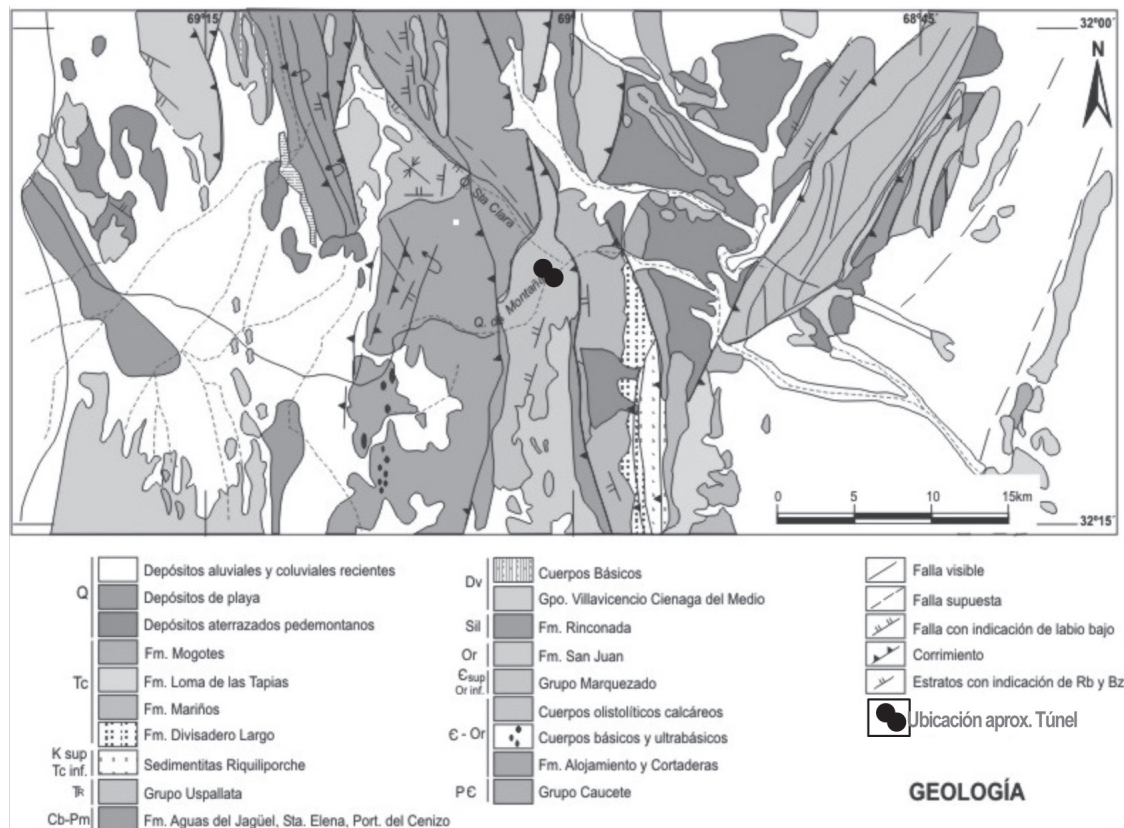 69°15´
69°
68°45´
32°00´
N
Q. Sta Clara
Q. de Montaña
0 5 10 15km
32°15´
Q
Depósitos aluviales y coluviales recientes
Depósitos de playa
Depósitos aterrazados pedemontanos
Tc
Fm. Mogotes
Fm. Loma de las Tapias
Fm. Mariños
Fm. Divisadero Largo
K sup
Tc inf.
Sedimentitas Riquiliporche
TR
Grupo Uspallata
Cb-Pm
Fm. Aguas del Jagüel, Sta. Elena, Port. del Cenizo
Dv
Cuerpos Básicos
Gpo. Villavicencio Cienaga del Medio
Sil
Fm. Rinconada
Or
Fm. San Juan
Єsup
Or inf.
Grupo Marquezado
Є - Or
Cuerpos olistolíticos calcáreos
Cuerpos básicos y ultrabásicos
Fm. Alojamiento y Cortaderas
PЄ
Grupo Caucete
Falla visible
Falla supuesta
Falla con indicación de labio bajo
Corrimiento
Estratos con indicación de Rb y Bz
Ubicación aprox. Túnel
GEOLOGÍA